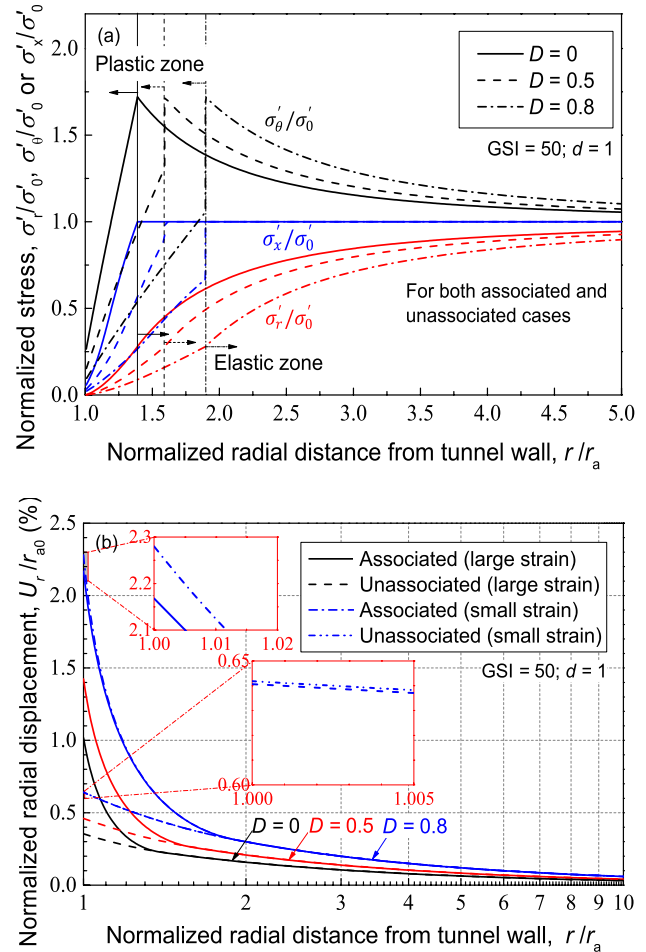 Normalized stress, σ′r/σ′0, σ′θ/σ′0 or σ′x/σ′0
(a)
2.0
1.5
1.0
0.5
0.0
Plastic zone
D = 0
D = 0.5
D = 0.8
GSI = 50; d = 1
σ′θ/σ′0
σ′x/σ′0
σ′r/σ′0
For both associated and
unassociated cases
Elastic zone
1.0 1.5 2.0 2.5 3.0 3.5 4.0 4.5 5.0
Normalized radial distance from tunnel wall, r/ra
Normalized radial displacement, Ur/ra0 (%)
(b)
2.5
2.0
1.5
1.0
0.5
0.0
2.3
2.2
2.1
1.00 1.01 1.02
Associated (large strain)
Unassociated (large strain)
Associated (small strain)
Unassociated (small strain)
GSI = 50; d = 1
0.65
0.60
1.000 1.005
D = 0 D = 0.5 D = 0.8
1 2 3 4 5 6 7 8 9 10
Normalized radial distance from tunnel wall, r/ra